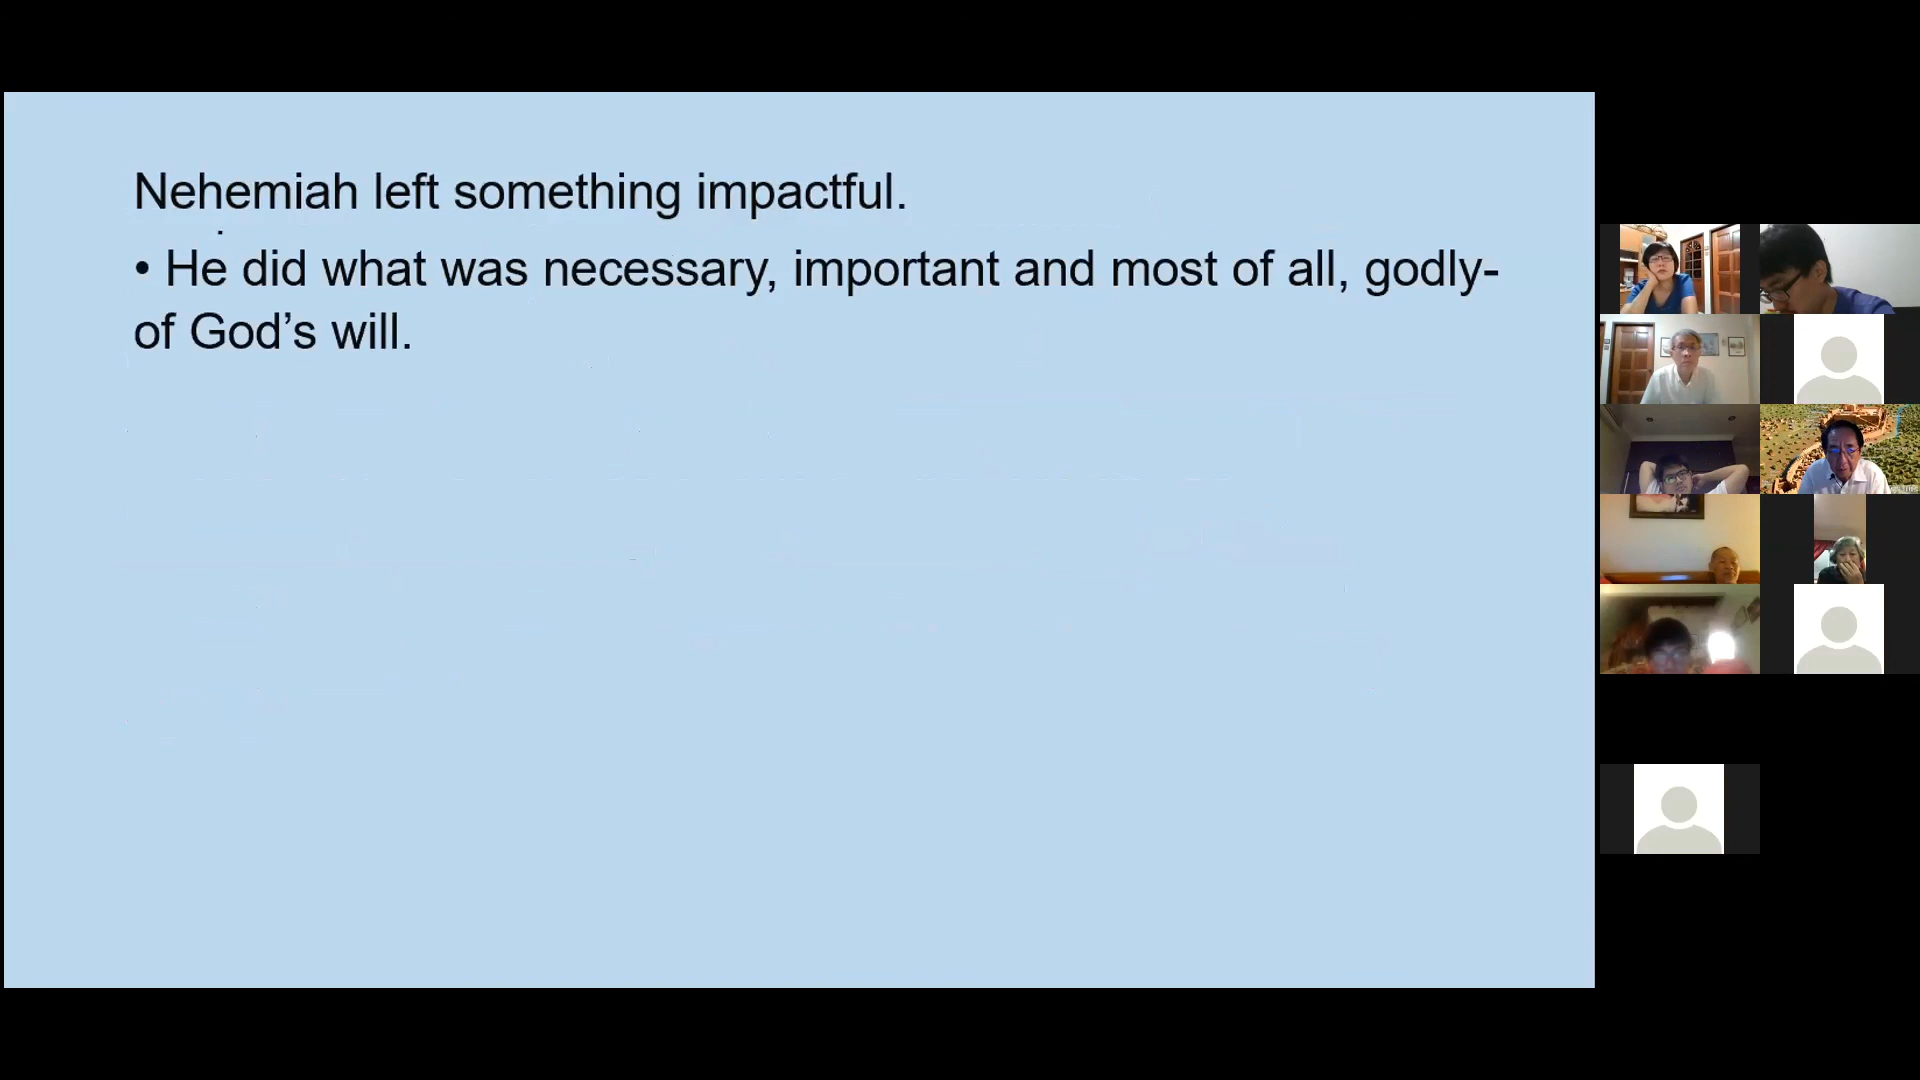 Nehemiah left something impactful.
• He did what was necessary, important and most of all, godly-
of God’s will.